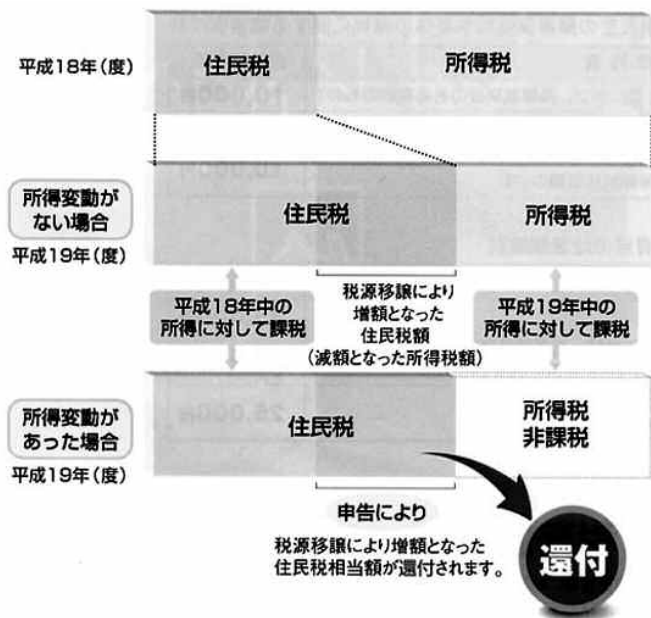 平成18年(度)
住民税
所得税
所得変動が
ない場合
平成19年(度)
住民税
所得税
平成18年中の
所得に対して課税
税源移譲により
増額となった
住民税額
(減額となった所得税額)
平成19年中の
所得に対して課税
所得変動が
あった場合
平成19年(度)
住民税
所得税
非課税
申告により
税源移譲により増額となった
住民税相当額が還付されます。
還付